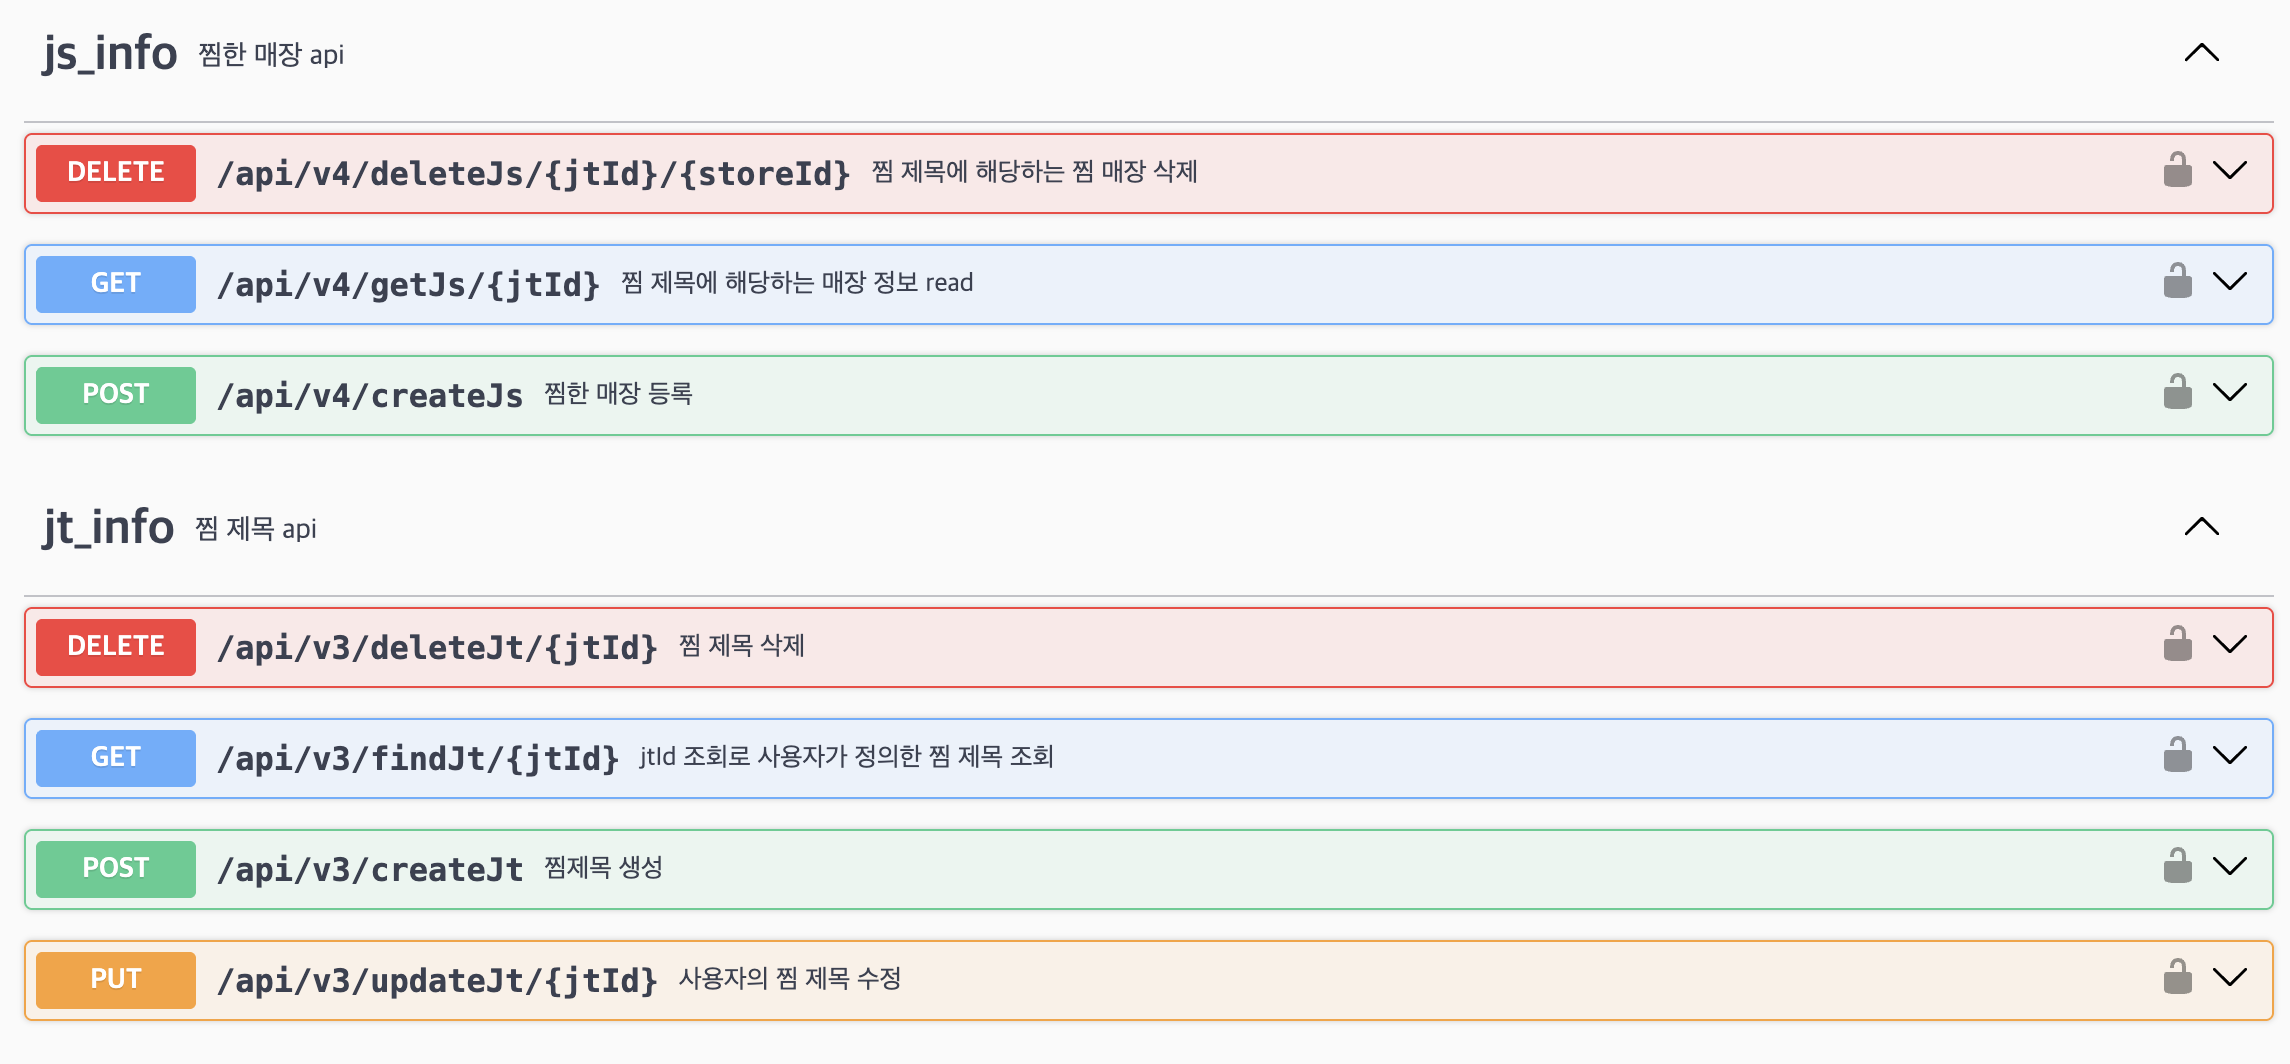 js_info 찜한 매장 api
DELETE /api/v4/deleteJs/{jtId}/{storeId} 찜 제목에 해당하는 찜 매장 삭제
GET /api/v4/getJs/{jtId} 찜 제목에 해당하는 매장 정보 read
POST /api/v4/createJs 찜한 매장 등록
jt_info 찜 제목 api
DELETE /api/v3/deleteJt/{jtId} 찜 제목 삭제
GET /api/v3/findJt/{jtId} jtId 조회로 사용자가 정의한 찜 제목 조회
POST /api/v3/createJt 찜제목 생성
PUT /api/v3/updateJt/{jtId} 사용자의 찜 제목 수정